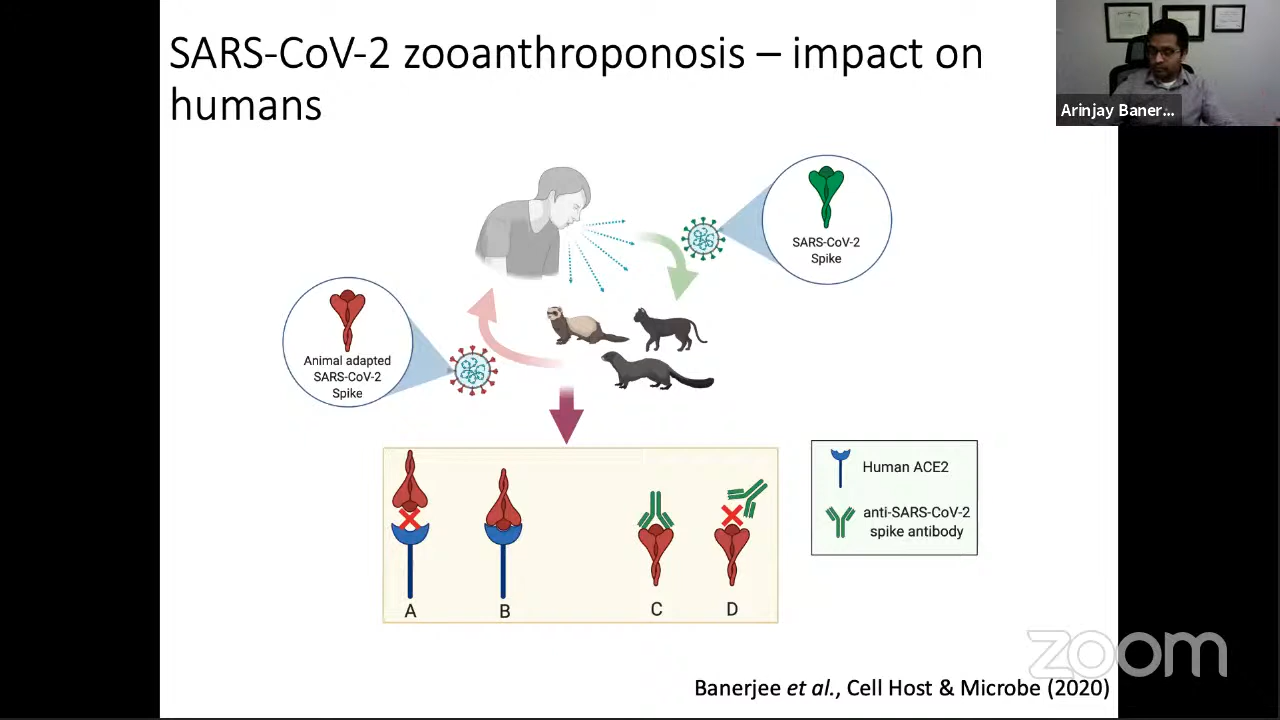 SARS-CoV-2 zooanthroponosis – impact on
humans
Arinjay Baner...
SARS-CoV-2
Spike
Animal adapted
SARS-CoV-2
Spike
Human ACE2
anti-SARS-CoV-2
spike antibody
A
B
C
D
zoom
Banerjee et al., Cell Host & Microbe (2020)